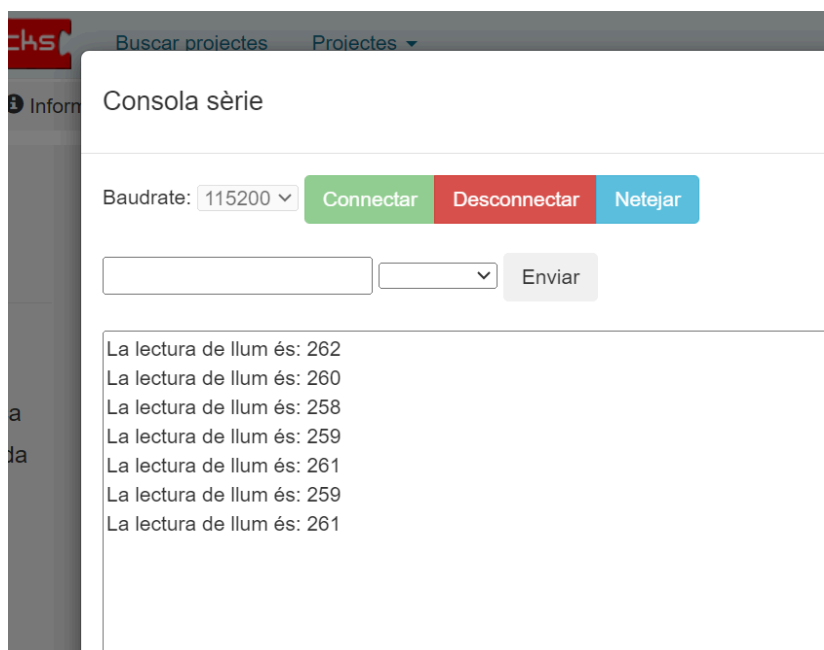 cks Buscar projectes Projectes
Inform
Consola sèrie
Baudrate: 115200 Connectar Desconnectar Netejar
Enviar
La lectura de llum és: 262
La lectura de llum és: 260
La lectura de llum és: 258
La lectura de llum és: 259
La lectura de llum és: 261
La lectura de llum és: 259
La lectura de llum és: 261
a
da